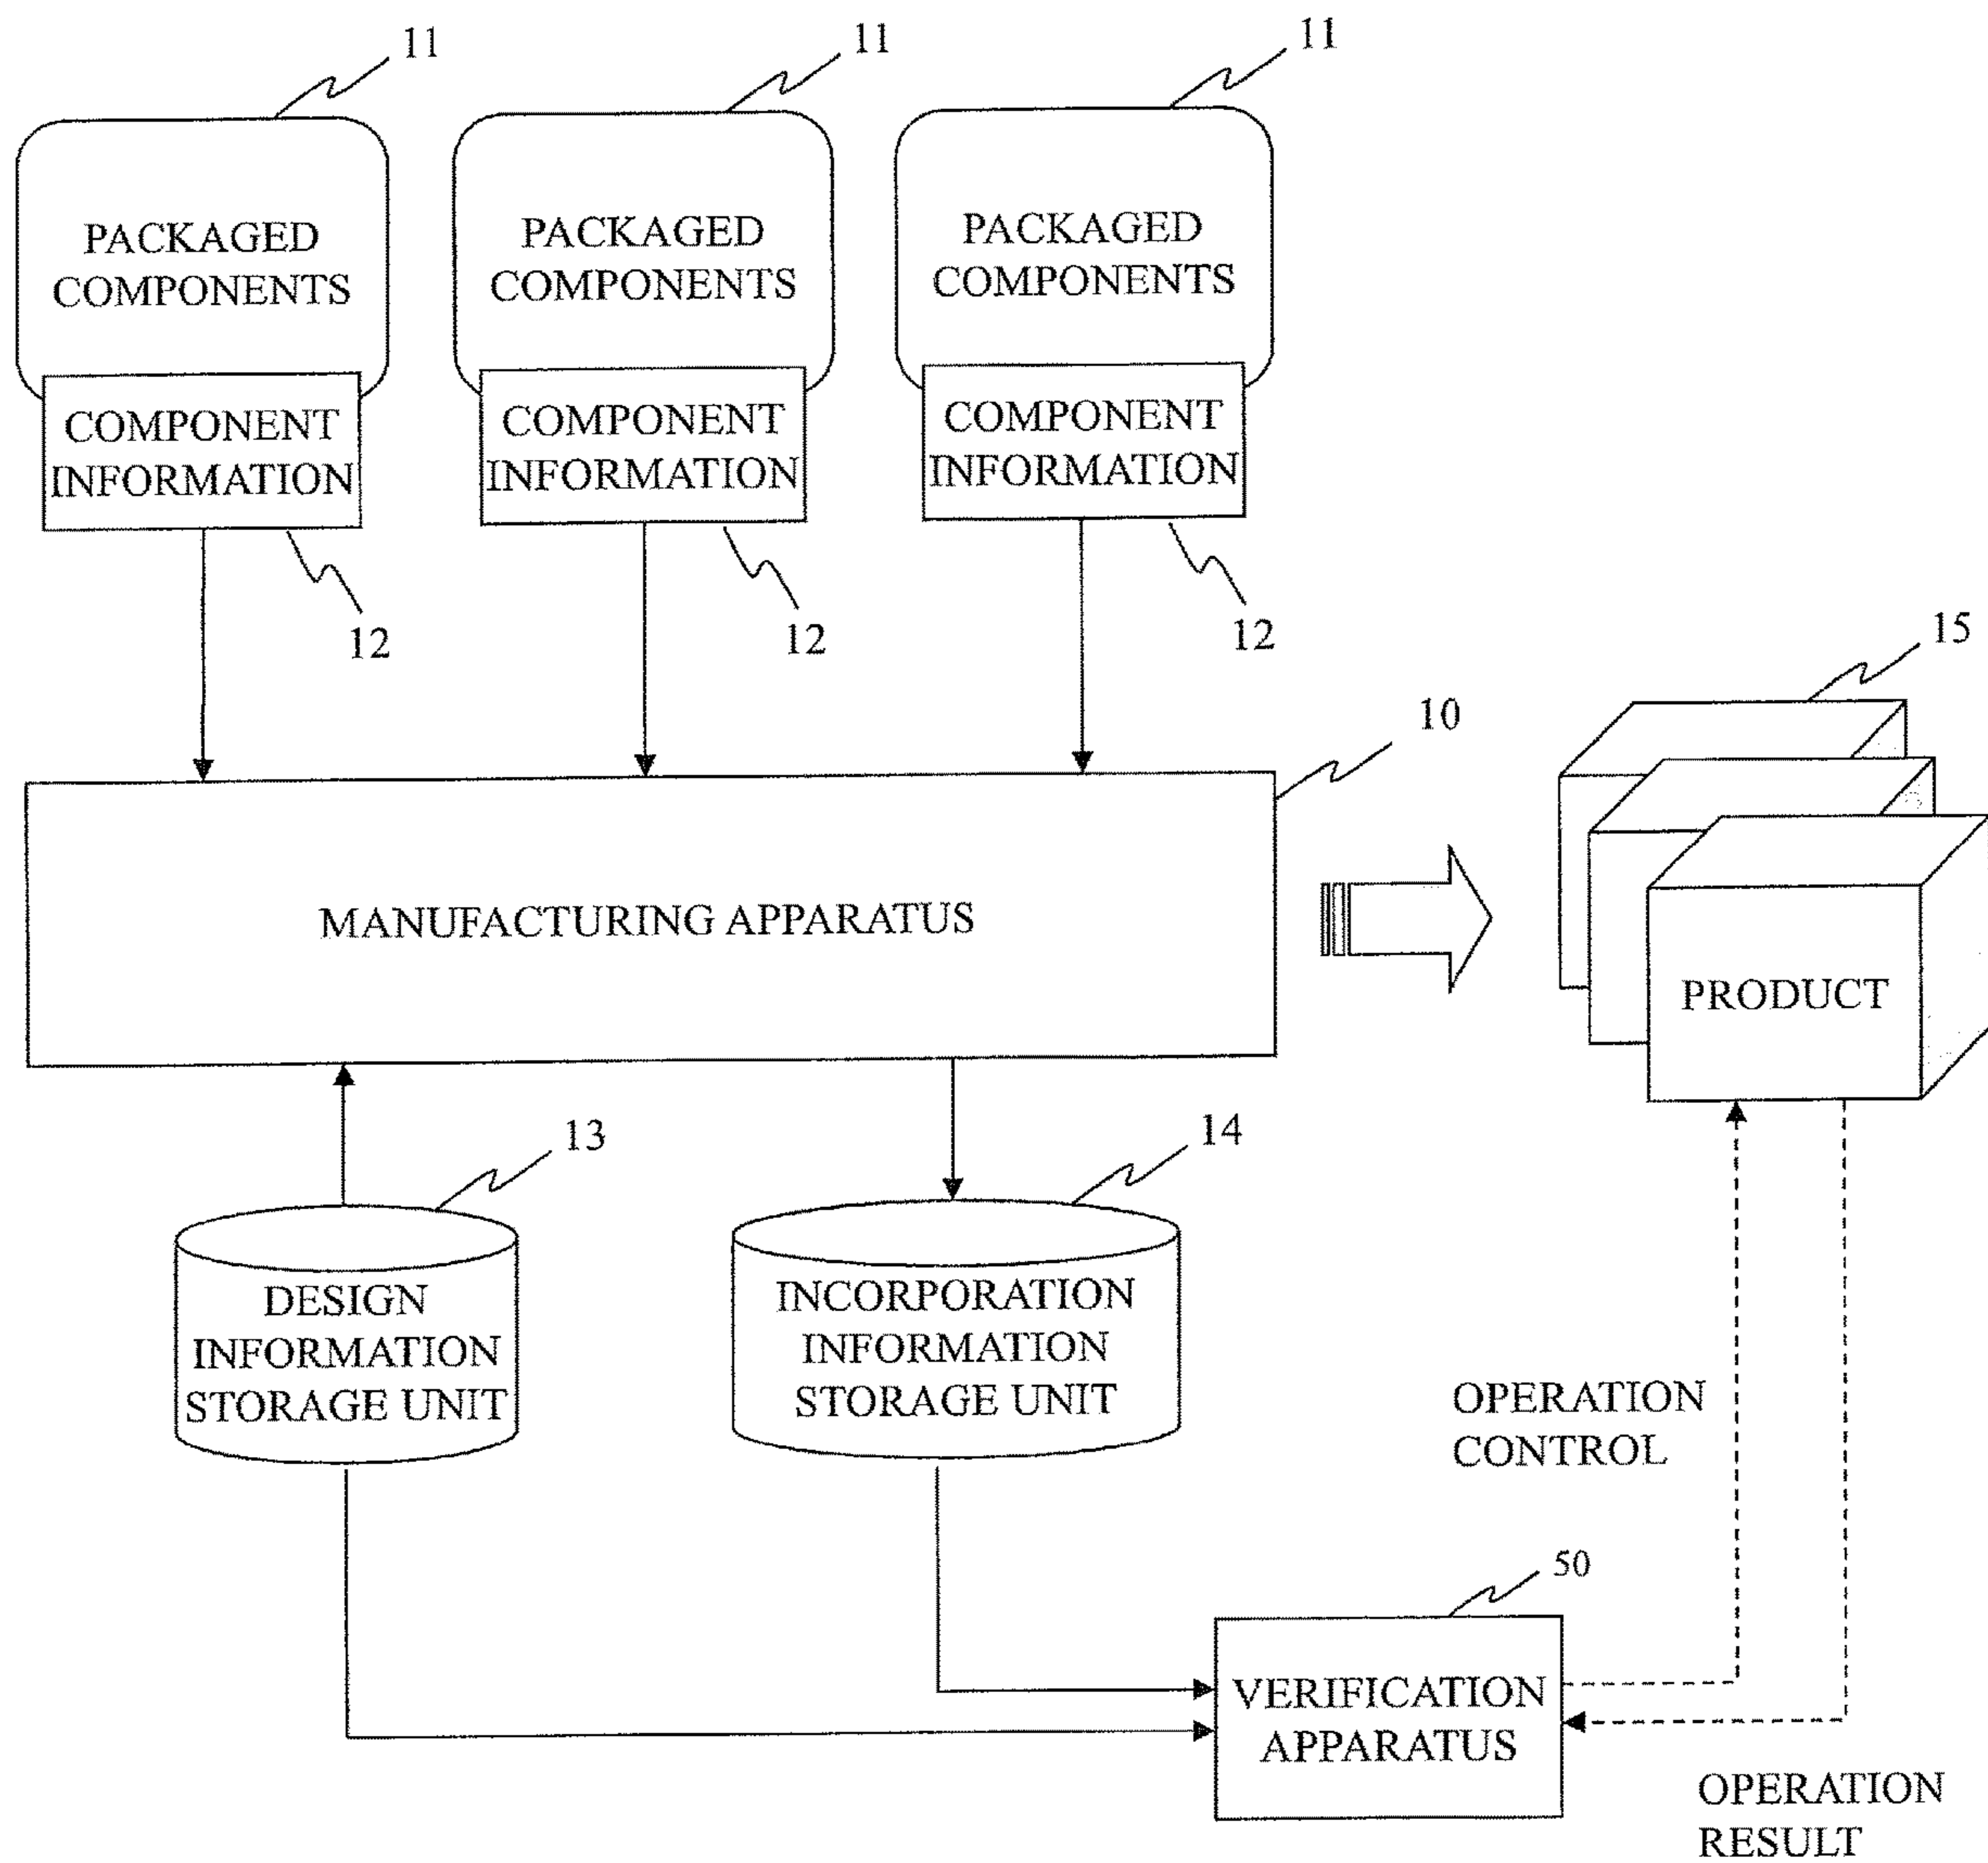 11
11
11
PACKAGED
COMPONENTS
PACKAGED
COMPONENTS
PACKAGED
COMPONENTS
COMPONENT
INFORMATION
COMPONENT
INFORMATION
COMPONENT
INFORMATION
12
12
12
15
10
MANUFACTURING APPARATUS
PRODUCT
13
14
DESIGN
INFORMATION
STORAGE UNIT
INCORPORATION
INFORMATION
STORAGE UNIT
OPERATION
CONTROL
50
VERIFICATION
APPARATUS
OPERATION
RESULT